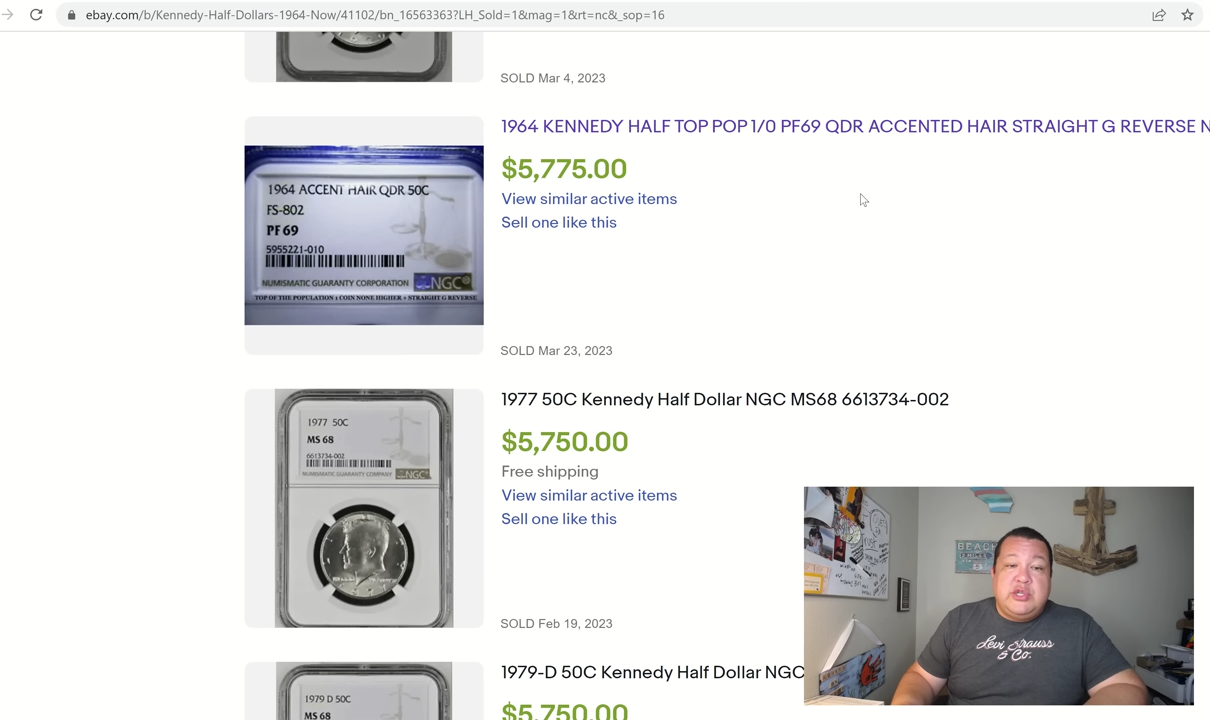 ebay.com/b/Kennedy-Half-Dollars-1964-Now/41102/bn_16563363?LH_Sold=1&mag=1&rt=nc&_sop=16
SOLD Mar 4, 2023
1964 KENNEDY HALF TOP POP 1/0 PF69 QDR ACCENTED HAIR STRAIGHT G REVERSE N
$5,775.00
View similar active items
Sell one like this
1964 ACCENT HAIR QDR 50C
FS-802
PF 69
5955221-010
NUMISMATIC GUARANTY CORPORATION NGC
TOP OF THE POPULATION 1 COIN NONE HIGHER + STRAIGHT G REVERSE
SOLD Mar 23, 2023
1977 50C Kennedy Half Dollar NGC MS68 6613734-002
$5,750.00
Free shipping
View similar active items
Sell one like this
1977 50C
MS 68
6613734-002
NUMISMATIC GUARANTY COMPANY NGC
SOLD Feb 19, 2023
1979-D 50C Kennedy Half Dollar NGC
$5,750.00
1979 D 50C
MS 68
BEACH
Levi Strauss
& Co.